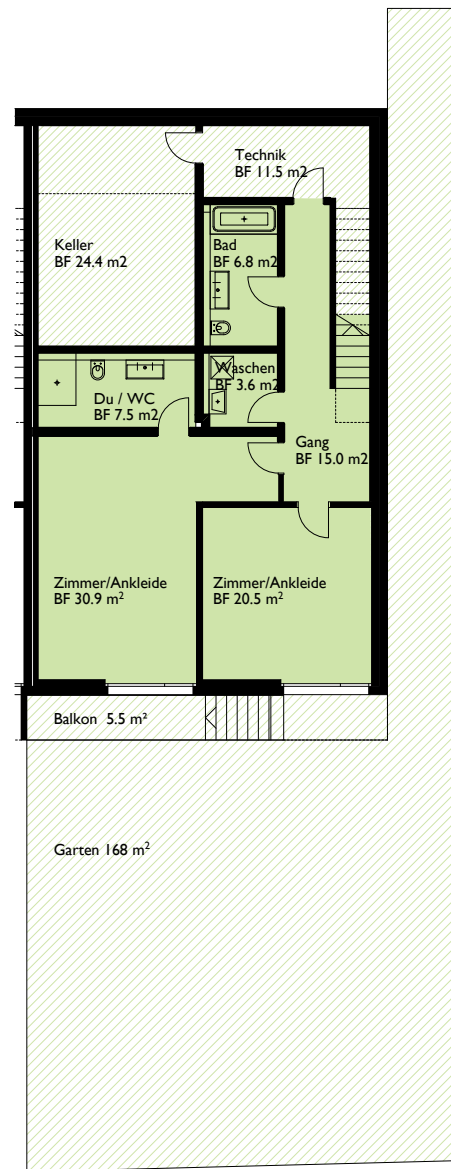 Technik
BF 11.5 m2
Keller
BF 24.4 m2
Bad
BF 6.8 m2
Waschen
BF 3.6 m2
Du / WC
BF 7.5 m2
Gang
BF 15.0 m2
Zimmer/Ankleide
BF 30.9 m²
Zimmer/Ankleide
BF 20.5 m²
Balkon 5.5 m²
Garten 168 m²